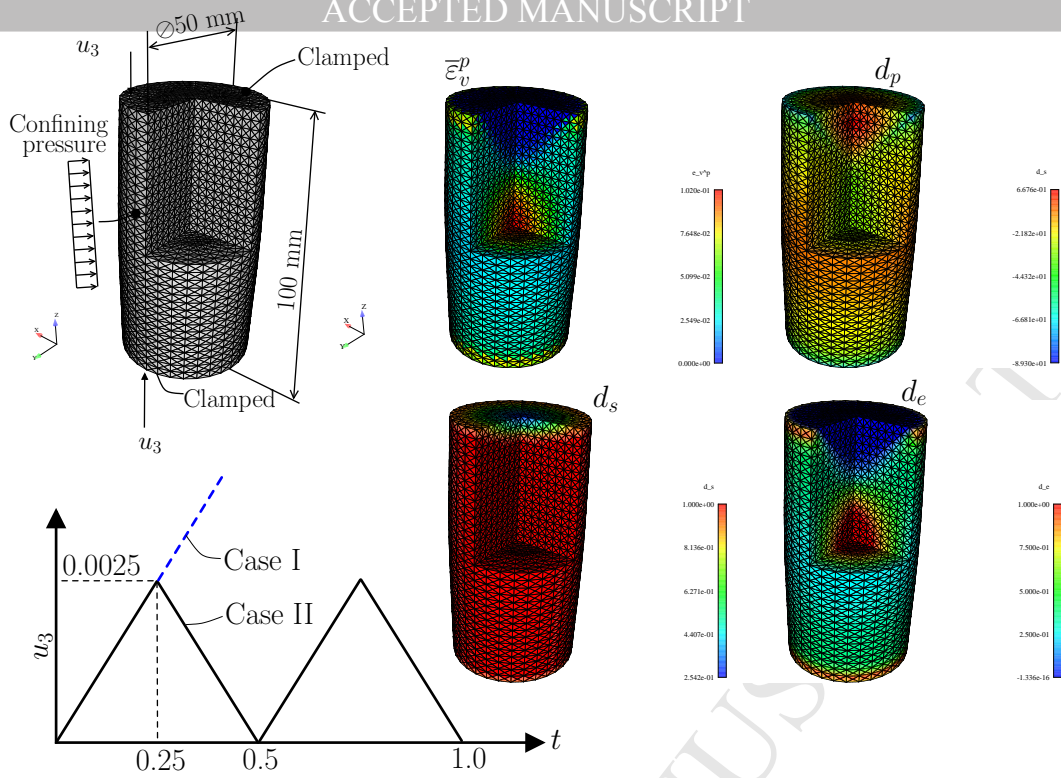 ACCEPTED MANUSCRIPT
∅50 mm
u₃
Clamped
Confining
pressure
100 mm
Z
X
Y
Clamped
u₃
Z
X
Y
ε̅ᵥᵖ
e_v^p
1.020e-01
7.648e-02
5.099e-02
2.549e-02
0.000e+00
dₚ
d_s
6.676e-01
-2.182e+01
-4.432e+01
-6.681e+01
-8.930e+01
dₛ
d_s
1.000e+00
8.136e-01
6.271e-01
4.407e-01
2.542e-01
dₑ
d_e
1.000e+00
7.500e-01
5.000e-01
2.500e-01
-1.336e-16
0.0025
Case I
Case II
u₃
0.25
0.5
1.0
t